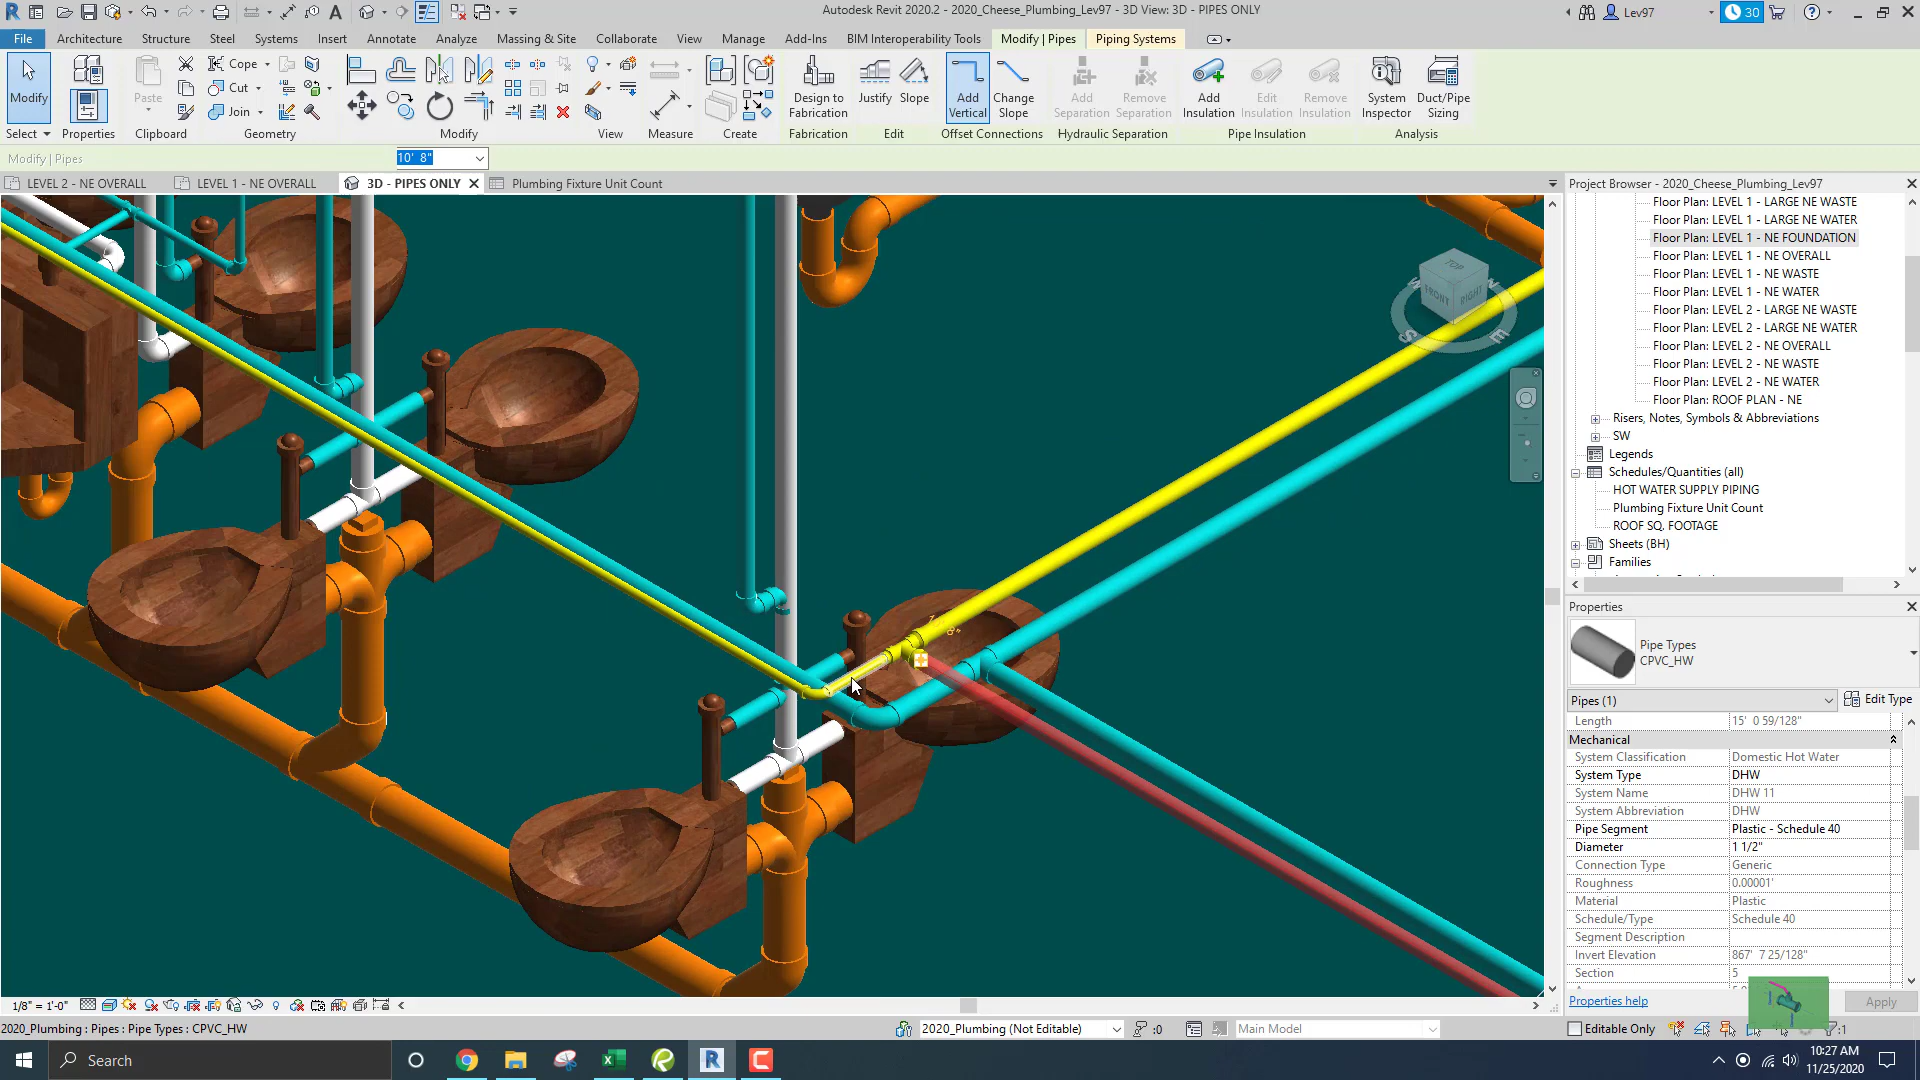 Autodesk Revit 2020.2 - 2020_Cheese_Plumbing_Lev97 - 3D View: 3D - PIPES ONLY
Lev97
30
File Architecture Structure Steel Systems Insert Annotate Analyze Massing & Site Collaborate View Manage Add-Ins BIM Interoperability Tools Modify | Pipes Piping Systems
Modify
Select
Properties
Paste
Clipboard
Cope
Cut
Join
Geometry
Modify
View
Measure
Create
Design to
Fabrication
Fabrication
Justify
Slope
Edit
Add
Vertical
Change
Slope
Offset Connections
Add
Separation
Remove
Separation
Hydraulic Separation
Add
Insulation
Edit
Insulation
Remove
Insulation
Pipe Insulation
System
Inspector
Duct/Pipe
Sizing
Analysis
Modify | Pipes
10' 8"
LEVEL 2 - NE OVERALL
LEVEL 1 - NE OVERALL
3D - PIPES ONLY
Plumbing Fixture Unit Count
TOP
FRONT
RIGHT
W
N
S
E
Project Browser - 2020_Cheese_Plumbing_Lev97
Floor Plan: LEVEL 1 - LARGE NE WASTE
Floor Plan: LEVEL 1 - LARGE NE WATER
Floor Plan: LEVEL 1 - NE FOUNDATION
Floor Plan: LEVEL 1 - NE OVERALL
Floor Plan: LEVEL 1 - NE WASTE
Floor Plan: LEVEL 1 - NE WATER
Floor Plan: LEVEL 2 - LARGE NE WASTE
Floor Plan: LEVEL 2 - LARGE NE WATER
Floor Plan: LEVEL 2 - NE OVERALL
Floor Plan: LEVEL 2 - NE WASTE
Floor Plan: LEVEL 2 - NE WATER
Floor Plan: ROOF PLAN - NE
Risers, Notes, Symbols & Abbreviations
SW
Legends
Schedules/Quantities (all)
HOT WATER SUPPLY PIPING
Plumbing Fixture Unit Count
ROOF SQ. FOOTAGE
Sheets (BH)
Families
Properties
Pipe Types
CPVC_HW
Pipes (1)
Edit Type
Length 15' 0 59/128"
Mechanical
System Classification Domestic Hot Water
System Type DHW
System Name DHW 11
System Abbreviation DHW
Pipe Segment Plastic - Schedule 40
Diameter 1 1/2"
Connection Type Generic
Roughness 0.00001'
Material Plastic
Schedule/Type Schedule 40
Segment Description
Invert Elevation 867' 7 25/128"
Section 5
Properties help
Apply
1/8" = 1'-0"
2020_Plumbing : Pipes : Pipe Types : CPVC_HW
2020_Plumbing (Not Editable)
:0
Main Model
Editable Only
:1
Search
10:27 AM
11/25/2020